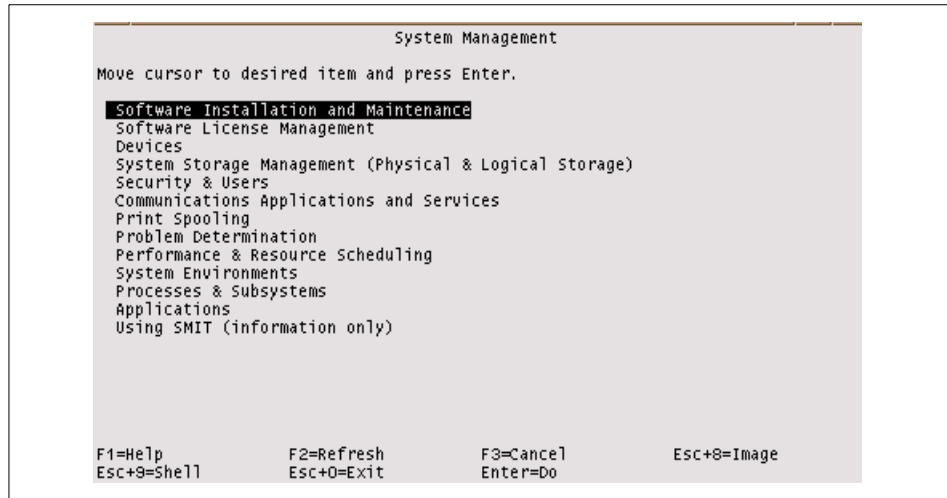 System Management
Move cursor to desired item and press Enter.
Software Installation and Maintenance
Software License Management
Devices
System Storage Management (Physical & Logical Storage)
Security & Users
Communications Applications and Services
Print Spooling
Problem Determination
Performance & Resource Scheduling
System Environments
Processes & Subsystems
Applications
Using SMIT (information only)
F1=Help F2=Refresh F3=Cancel Esc+8=Image
Esc+9=Shell Esc+0=Exit Enter=Do